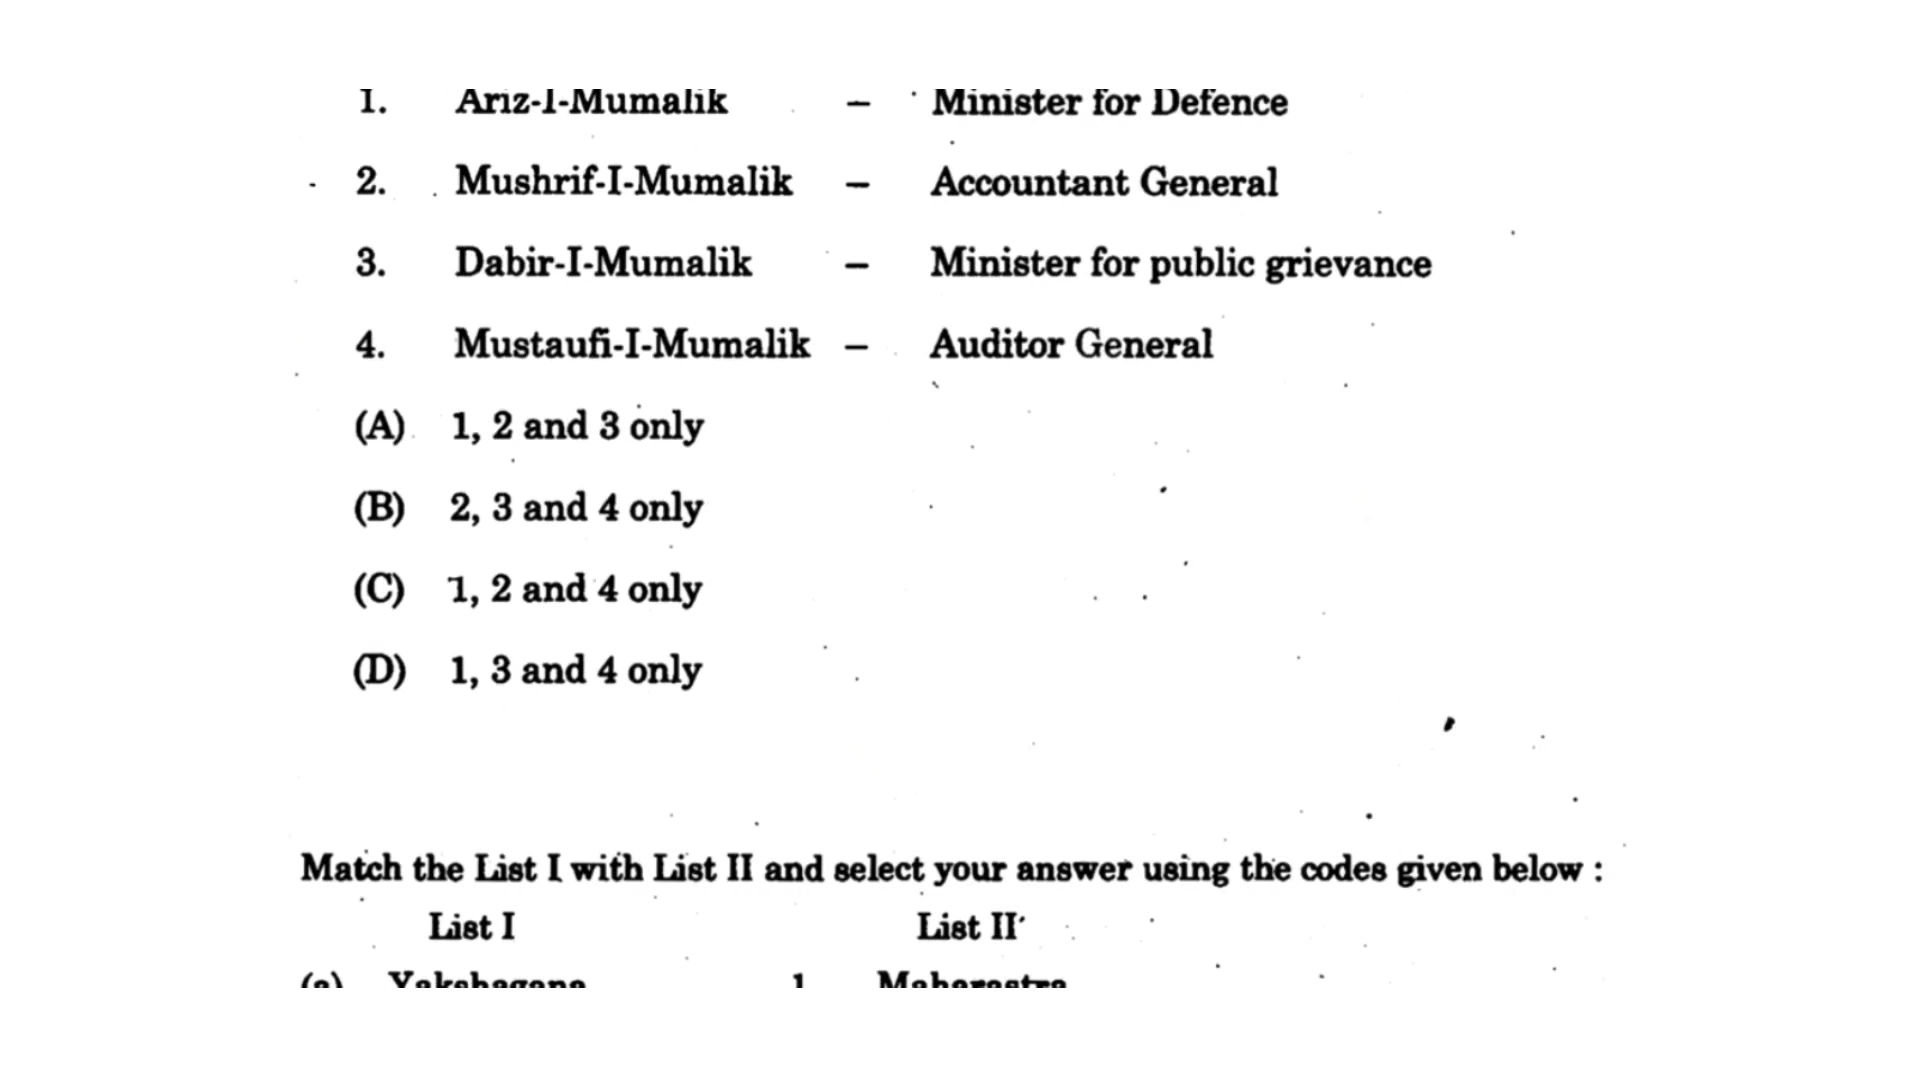 1. Ariz-I-Mumalik – Minister for Defence
2. Mushrif-I-Mumalik – Accountant General
3. Dabir-I-Mumalik – Minister for public grievance
4. Mustaufi-I-Mumalik – Auditor General
(A) 1, 2 and 3 only
(B) 2, 3 and 4 only
(C) 1, 2 and 4 only
(D) 1, 3 and 4 only
Match the List I with List II and select your answer using the codes given below :
List I List II
(a) Yakshagana 1. Maharastra